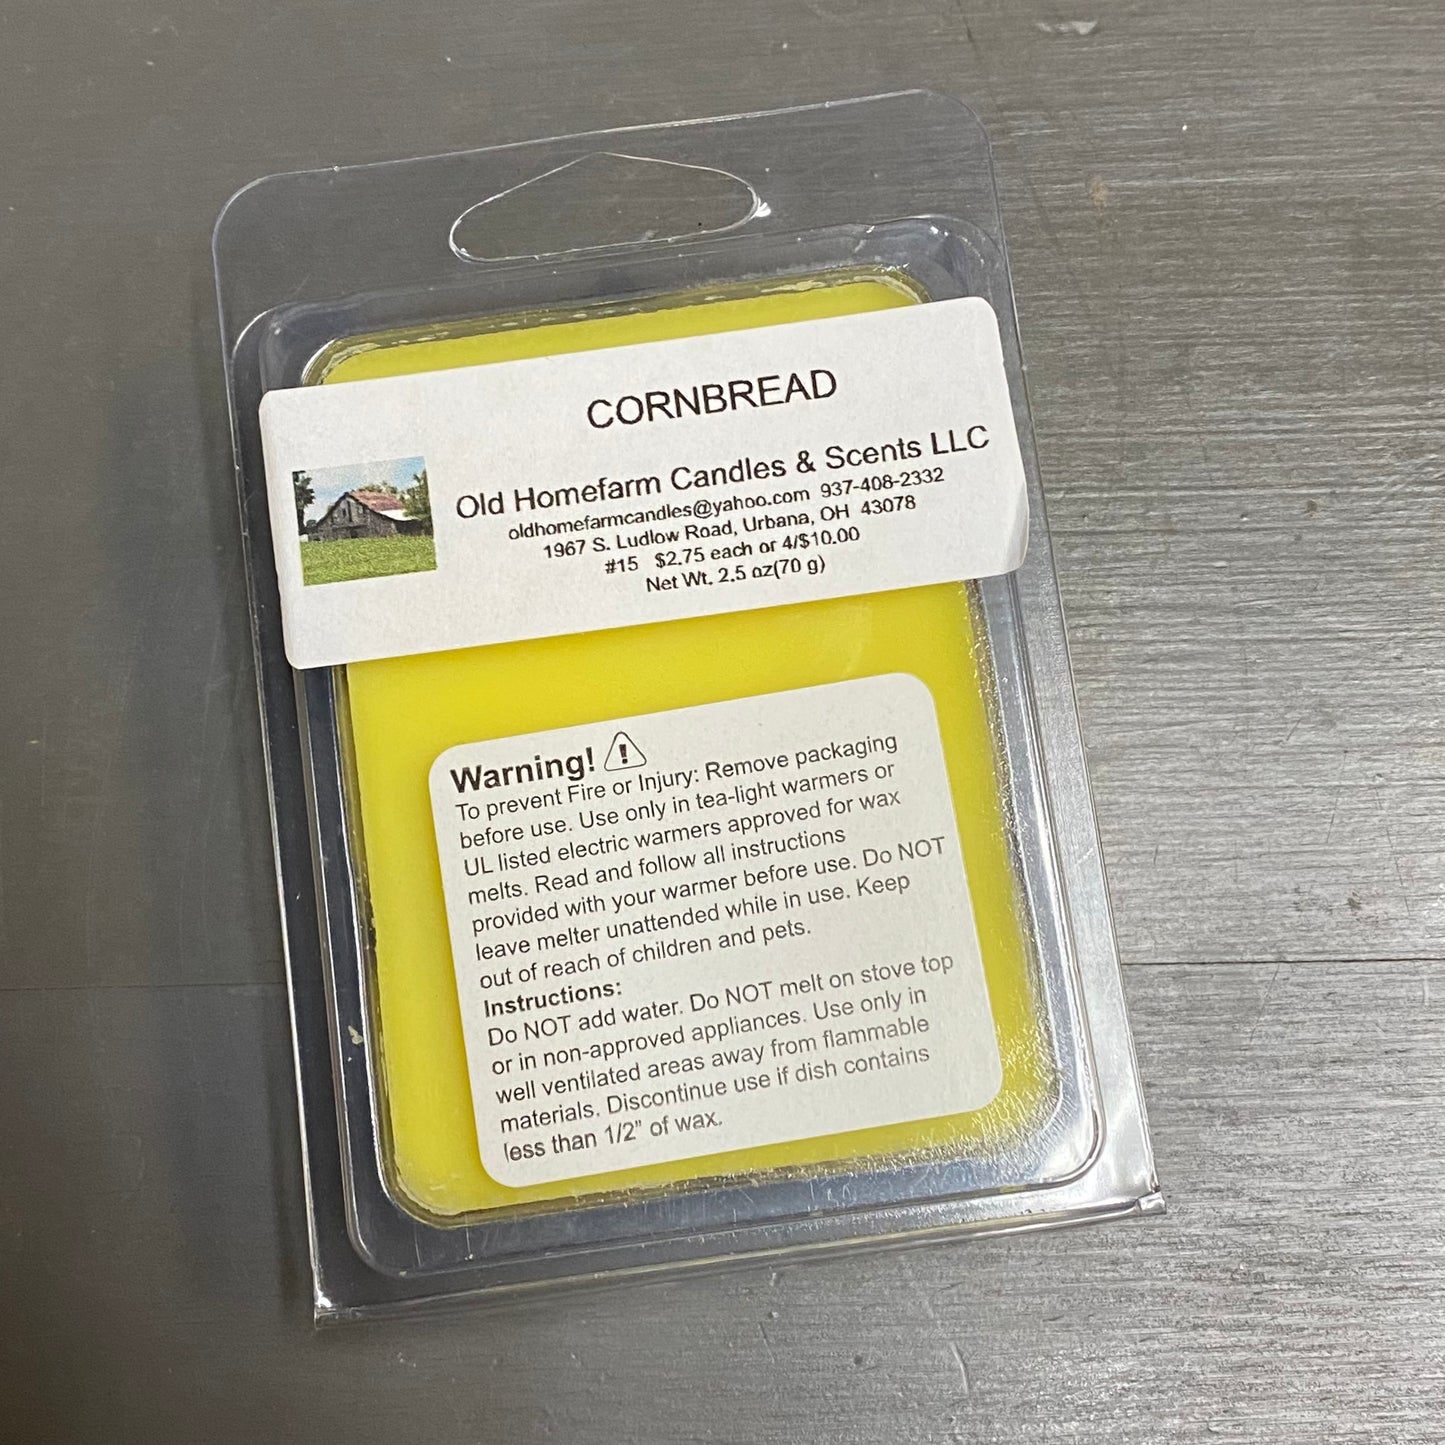 CORNBREAD
Old Homefarm Candles & Scents LLC
oldhomefarmcandles@yahoo.com 937-408-2332
1967 S. Ludlow Road, Urbana, OH 43078
#15 $2.75 each or 4/$10.00
Net Wt. 2.5 oz(70 g)
Warning! !
To prevent Fire or Injury: Remove packaging
before use. Use only in tea-light warmers or
UL listed electric warmers approved for wax
melts. Read and follow all instructions
provided with your warmer before use. Do NOT
leave melter unattended while in use. Keep
out of reach of children and pets.
Instructions:
Do NOT add water. Do NOT melt on stove top
or in non-approved appliances. Use only in
well ventilated areas away from flammable
materials. Discontinue use if dish contains
less than 1/2" of wax.